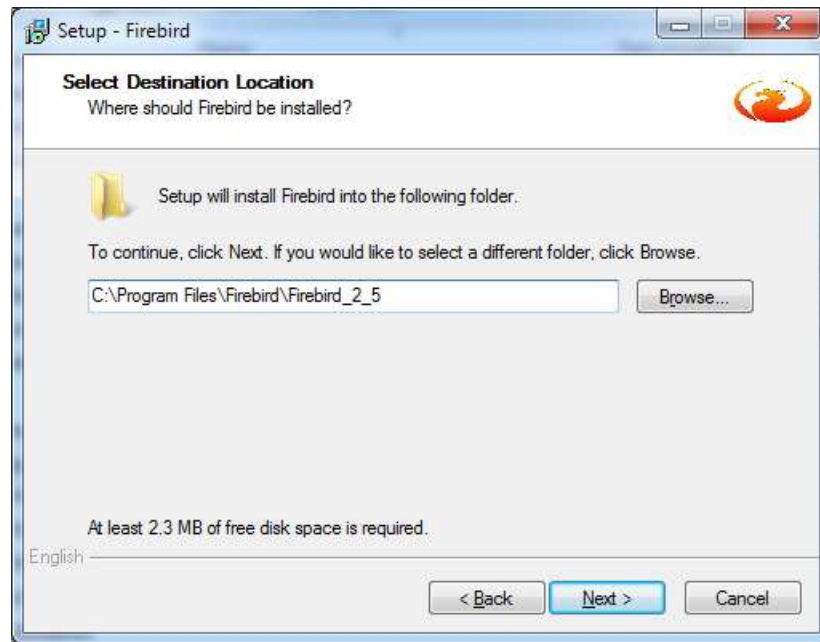 Setup - Firebird
Select Destination Location
Where should Firebird be installed?
Setup will install Firebird into the following folder.
To continue, click Next. If you would like to select a different folder, click Browse.
C:\Program Files\Firebird\Firebird_2_5
Browse...
At least 2.3 MB of free disk space is required.
English
< Back
Next >
Cancel